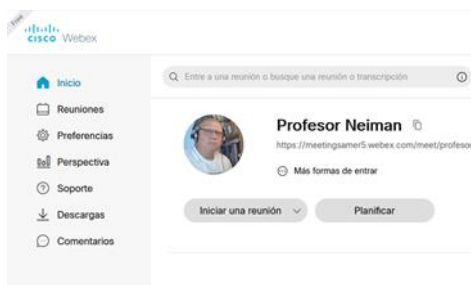 Free
CISCO Webex
Inicio
Reuniones
Preferencias
Perspectiva
Soporte
Descargas
Comentarios
Entre a una reunión o busque una reunión o transcripción
Profesor Neiman
https://meetingsamer5.webex.com/meet/profesor
Más formas de entrar
Iniciar una reunión
Planificar